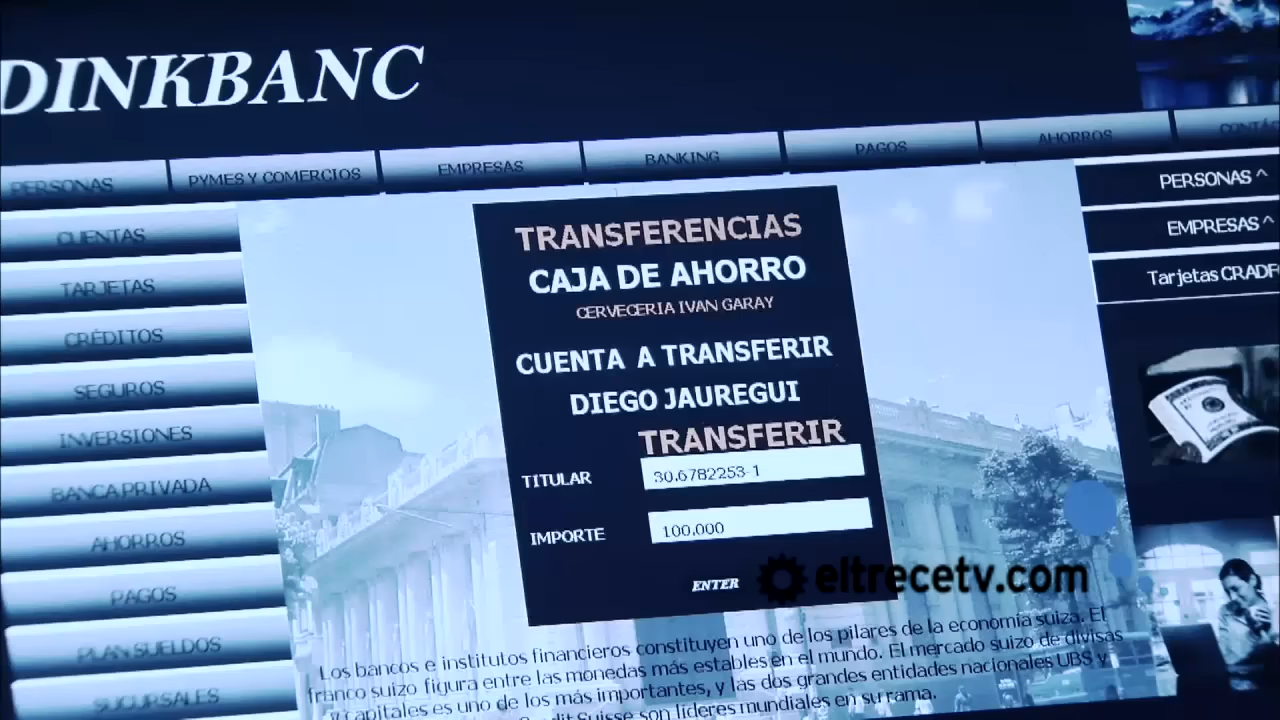 DINKBANC
PERSONAS
PYMES Y COMERCIOS
EMPRESAS
BANKING
PAGOS
AHORROS
CUENTAS
TARJETAS
CRÉDITOS
SEGUROS
INVERSIONES
BANCA PRIVADA
AHORROS
PAGOS
PLAN SUELDOS
SUCURSALES
TRANSFERENCIAS
CAJA DE AHORRO
CERVECERIA IVAN GARAY
CUENTA A TRANSFERIR
DIEGO JAUREGUI
TRANSFERIR
TITULAR 30.6782253-1
IMPORTE 100.000
ENTER
PERSONAS ^
EMPRESAS ^
Tarjetas CRADF
eltrecetv.com
Los bancos e institutos financieros constituyen uno de los pilares de la economía suiza. El
franco suizo figura entre las monedas más estables en el mundo. El mercado suizo de divisas
y capitales es uno de los más importantes, y las dos grandes entidades nacionales UBS y
Credit Suisse son líderes mundiales en su rama.